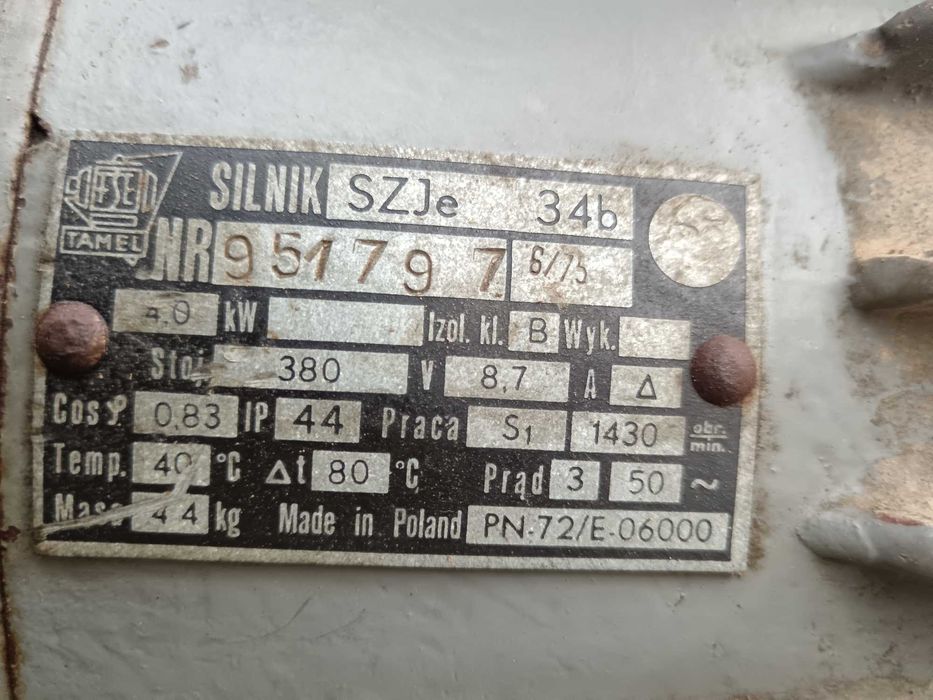 TAMEL
SILNIK SZJe 34b
NR 951797 6/75
4.0 kW Izol. kl. B Wyk.
Stoj. 380 V 8,7 A Δ
Cos φ 0,83 IP 44 Praca S1 1430 obr. min.
Temp. 40 °C Δt 80 °C Prąd 3 50 ~
Masa 44 kg Made in Poland PN-72/E-06000